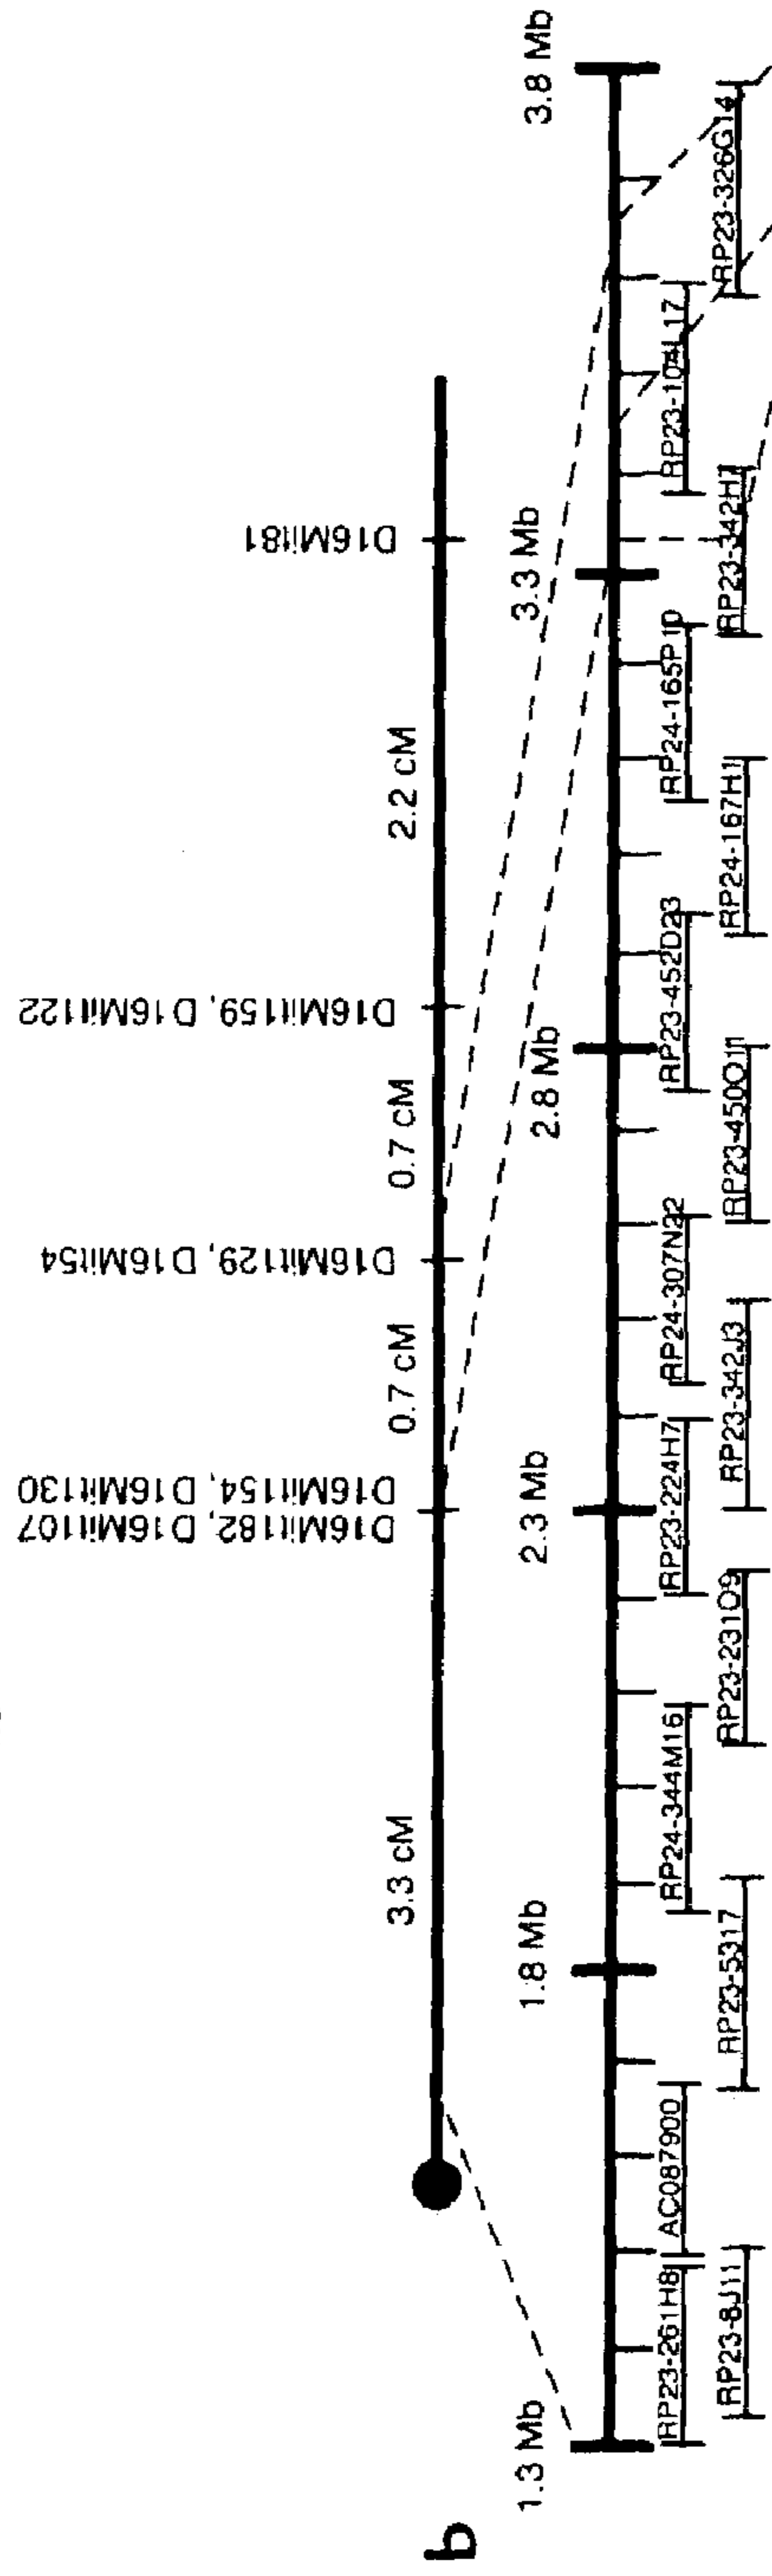 b
D16Mit182, D16Mit107
D16Mit154, D16Mit130
D16Mit129, D16Mit54
D16Mit159, D16Mit122
D16Mit81
3.3 cM
0.7 cM
0.7 cM
2.2 cM
1.3 Mb
1.8 Mb
2.3 Mb
2.8 Mb
3.3 Mb
3.8 Mb
RP23-261H8
AC087900
RP24-344M16
RP23-224H7
RP24-307N22
RP23-452D23
RP24-165P10
RP23-104L17
RP23-8J11
RP23-53I7
RP23-231O9
RP23-342J3
RP23-450O11
RP24-167H1
RP23-342H7
RP23-326G14